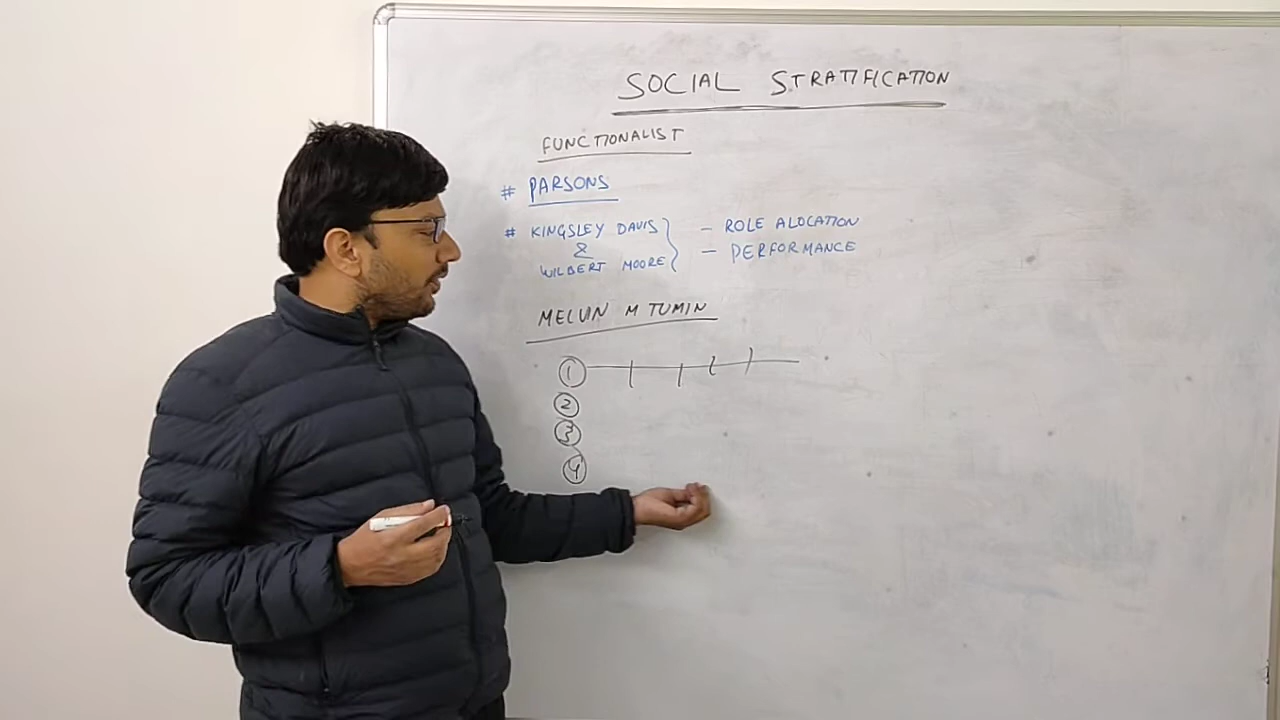 SOCIAL STRATIFICATION
FUNCTIONALIST
# PARSONS
# KINGSLEY DAVIS
&
WILBERT MOORE
- ROLE ALOCATION
- PERFORMANCE
MELVIN M TUMIN
1
2
3
4